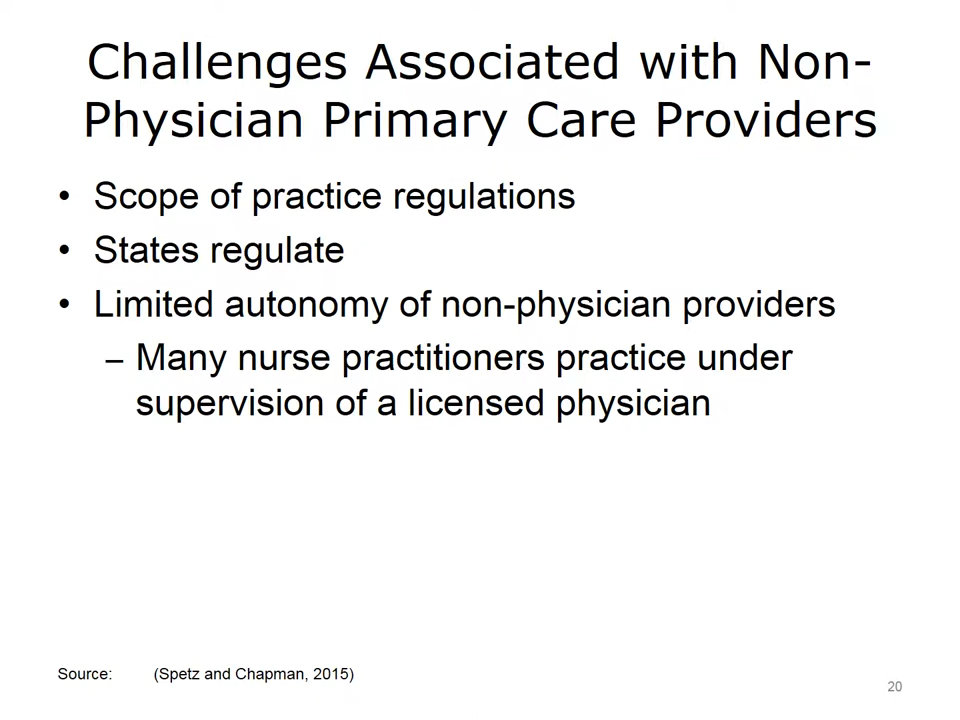 Challenges Associated with Non-
Physician Primary Care Providers
• Scope of practice regulations
• States regulate
• Limited autonomy of non-physician providers
– Many nurse practitioners practice under
supervision of a licensed physician
Source: (Spetz and Chapman, 2015)
20